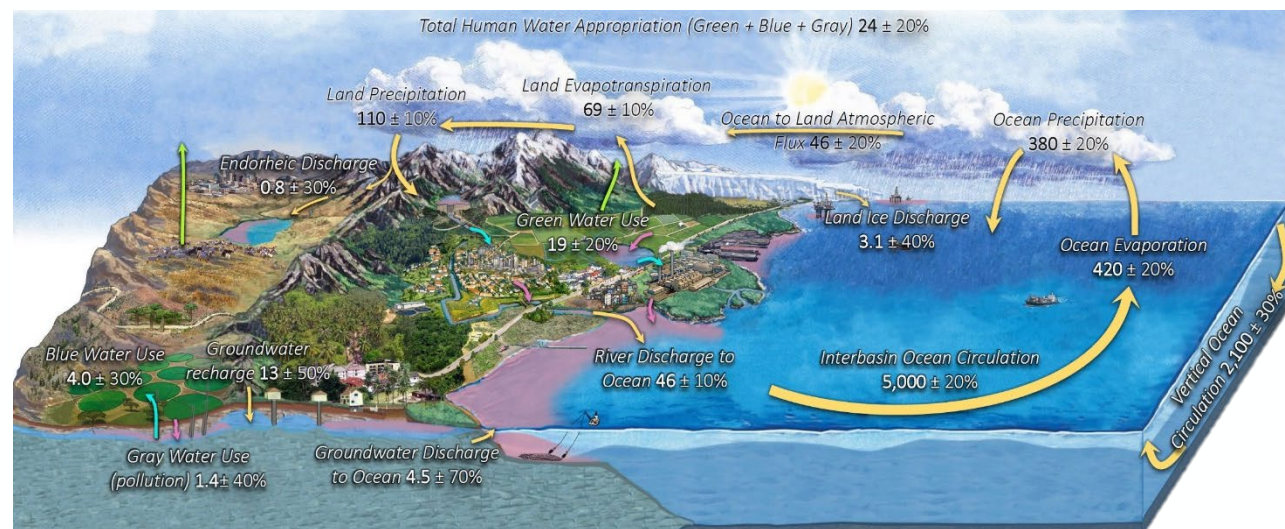 Total Human Water Appropriation (Green + Blue + Gray) 24 ± 20%
Land Evapotranspiration
69 ± 10%
Land Precipitation
110 ± 10%
Ocean to Land Atmospheric
Flux 46 ± 20%
Ocean Precipitation
380 ± 20%
Endorheic Discharge
0.8 ± 30%
Green Water Use
19 ± 20%
Land Ice Discharge
3.1 ± 40%
Ocean Evaporation
420 ± 20%
Blue Water Use
4.0 ± 30%
Groundwater
recharge 13 ± 50%
River Discharge to
Ocean 46 ± 10%
Interbasin Ocean Circulation
5,000 ± 20%
Vertical Ocean
Circulation 2,100 ± 30%
Gray Water Use
(pollution) 1.4± 40%
Groundwater Discharge
to Ocean 4.5 ± 70%